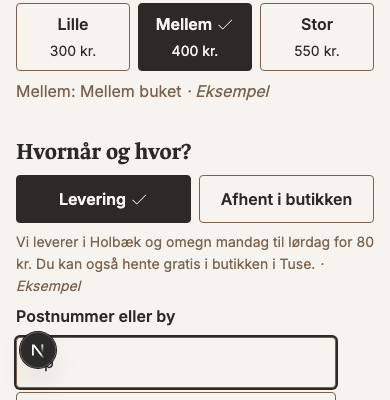 Lille
300 kr.
Mellem ✓
400 kr.
Stor
550 kr.
Mellem: Mellem buket · Eksempel
Hvornår og hvor?
Levering ✓
Afhent i butikken
Vi leverer i Holbæk og omegn mandag til lørdag for 80
kr. Du kan også hente gratis i butikken i Tuse. ·
Eksempel
Postnummer eller by
N